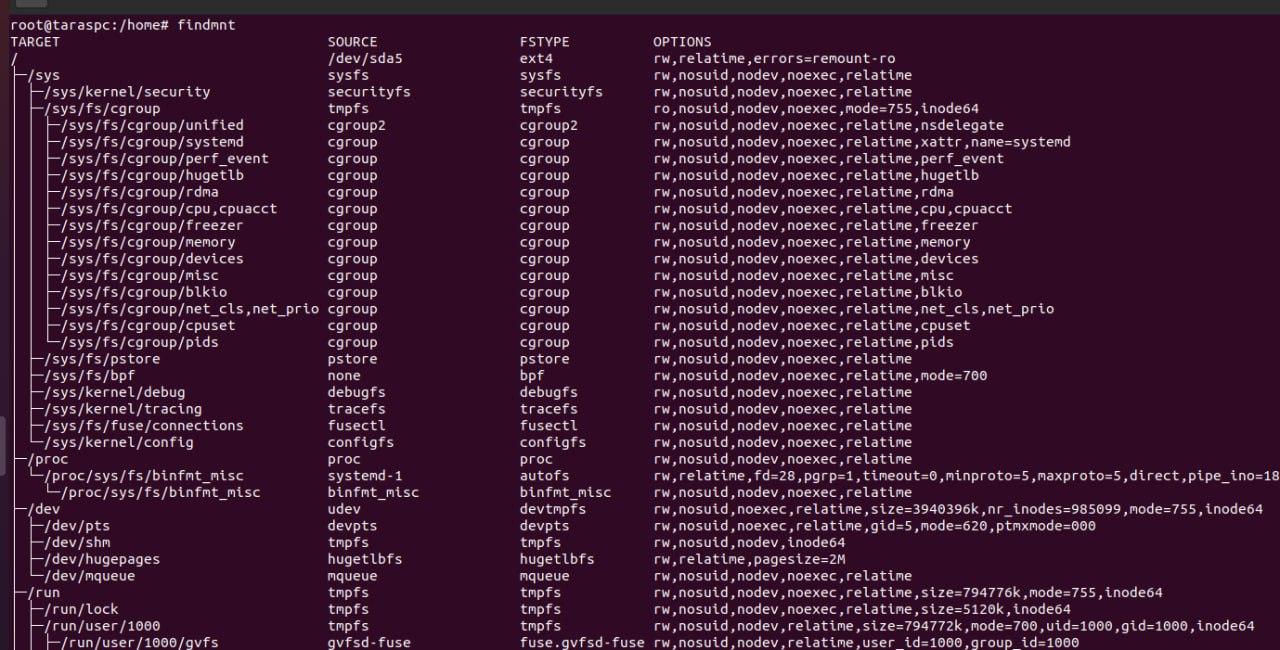 root@taraspc:/home# findmnt
TARGET SOURCE FSTYPE OPTIONS
/ /dev/sda5 ext4 rw,relatime,errors=remount-ro
├─/sys sysfs sysfs rw,nosuid,nodev,noexec,relatime
│ ├─/sys/kernel/security securityfs securityfs rw,nosuid,nodev,noexec,relatime
│ ├─/sys/fs/cgroup tmpfs tmpfs ro,nosuid,nodev,noexec,mode=755,inode64
│ │ ├─/sys/fs/cgroup/unified cgroup2 cgroup2 rw,nosuid,nodev,noexec,relatime,nsdelegate
│ │ ├─/sys/fs/cgroup/systemd cgroup cgroup rw,nosuid,nodev,noexec,relatime,xattr,name=systemd
│ │ ├─/sys/fs/cgroup/perf_event cgroup cgroup rw,nosuid,nodev,noexec,relatime,perf_event
│ │ ├─/sys/fs/cgroup/hugetlb cgroup cgroup rw,nosuid,nodev,noexec,relatime,hugetlb
│ │ ├─/sys/fs/cgroup/rdma cgroup cgroup rw,nosuid,nodev,noexec,relatime,rdma
│ │ ├─/sys/fs/cgroup/cpu,cpuacct cgroup cgroup rw,nosuid,nodev,noexec,relatime,cpu,cpuacct
│ │ ├─/sys/fs/cgroup/freezer cgroup cgroup rw,nosuid,nodev,noexec,relatime,freezer
│ │ ├─/sys/fs/cgroup/memory cgroup cgroup rw,nosuid,nodev,noexec,relatime,memory
│ │ ├─/sys/fs/cgroup/devices cgroup cgroup rw,nosuid,nodev,noexec,relatime,devices
│ │ ├─/sys/fs/cgroup/misc cgroup cgroup rw,nosuid,nodev,noexec,relatime,misc
│ │ ├─/sys/fs/cgroup/blkio cgroup cgroup rw,nosuid,nodev,noexec,relatime,blkio
│ │ ├─/sys/fs/cgroup/net_cls,net_prio cgroup cgroup rw,nosuid,nodev,noexec,relatime,net_cls,net_prio
│ │ ├─/sys/fs/cgroup/cpuset cgroup cgroup rw,nosuid,nodev,noexec,relatime,cpuset
│ │ └─/sys/fs/cgroup/pids cgroup cgroup rw,nosuid,nodev,noexec,relatime,pids
│ ├─/sys/fs/pstore pstore pstore rw,nosuid,nodev,noexec,relatime
│ ├─/sys/fs/bpf none bpf rw,nosuid,nodev,noexec,relatime,mode=700
│ ├─/sys/kernel/debug debugfs debugfs rw,nosuid,nodev,noexec,relatime
│ ├─/sys/kernel/tracing tracefs tracefs rw,nosuid,nodev,noexec,relatime
│ ├─/sys/fs/fuse/connections fusectl fusectl rw,nosuid,nodev,noexec,relatime
│ └─/sys/kernel/config configfs configfs rw,nosuid,nodev,noexec,relatime
├─/proc proc proc rw,nosuid,nodev,noexec,relatime
│ └─/proc/sys/fs/binfmt_misc systemd-1 autofs rw,relatime,fd=28,pgrp=1,timeout=0,minproto=5,maxproto=5,direct,pipe_ino=18
│ └─/proc/sys/fs/binfmt_misc binfmt_misc binfmt_misc rw,nosuid,nodev,noexec,relatime
├─/dev udev devtmpfs rw,nosuid,noexec,relatime,size=3940396k,nr_inodes=985099,mode=755,inode64
│ ├─/dev/pts devpts devpts rw,nosuid,noexec,relatime,gid=5,mode=620,ptmxmode=000
│ ├─/dev/shm tmpfs tmpfs rw,nosuid,nodev,inode64
│ ├─/dev/hugepages hugetlbfs hugetlbfs rw,relatime,pagesize=2M
│ └─/dev/mqueue mqueue mqueue rw,nosuid,nodev,noexec,relatime
├─/run tmpfs tmpfs rw,nosuid,nodev,noexec,relatime,size=794776k,mode=755,inode64
│ ├─/run/lock tmpfs tmpfs rw,nosuid,nodev,noexec,relatime,size=5120k,inode64
│ ├─/run/user/1000 tmpfs tmpfs rw,nosuid,nodev,relatime,size=794772k,mode=700,uid=1000,gid=1000,inode64
│ │ ├─/run/user/1000/gvfs gvfsd-fuse fuse.gvfsd-fuse rw,nosuid,nodev,relatime,user_id=1000,group_id=1000